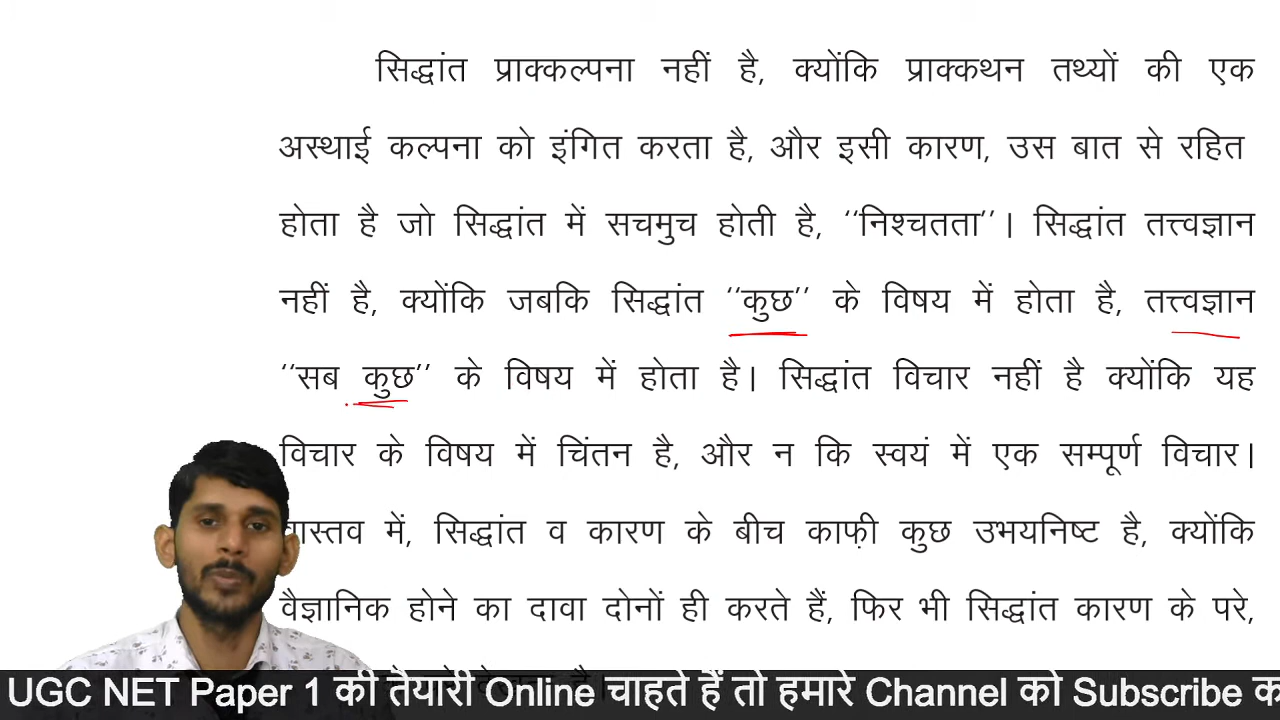 सिद्धांत प्राक्कल्पना नहीं है, क्योंकि प्राक्कथन तथ्यों की एक
अस्थाई कल्पना को इंगित करता है, और इसी कारण, उस बात से रहित
होता है जो सिद्धांत में सचमुच होती है, ‘‘निश्चतता’’। सिद्धांत तत्त्वज्ञान
नहीं है, क्योंकि जबकि सिद्धांत ‘‘कुछ’’ के विषय में होता है, तत्त्वज्ञान
‘‘सब कुछ’’ के विषय में होता है। सिद्धांत विचार नहीं है क्योंकि यह
विचार के विषय में चिंतन है, और न कि स्वयं में एक सम्पूर्ण विचार।
में, सिद्धांत व कारण के बीच काफ़ी कुछ उभयनिष्ट है, क्योंकि
वैज्ञानिक होने का दावा दोनों ही करते हैं, फिर भी सिद्धांत कारण के परे,
UGC NET Paper 1 की तैयारी Online चाहते हैं तो हमारे Channel को Subscribe